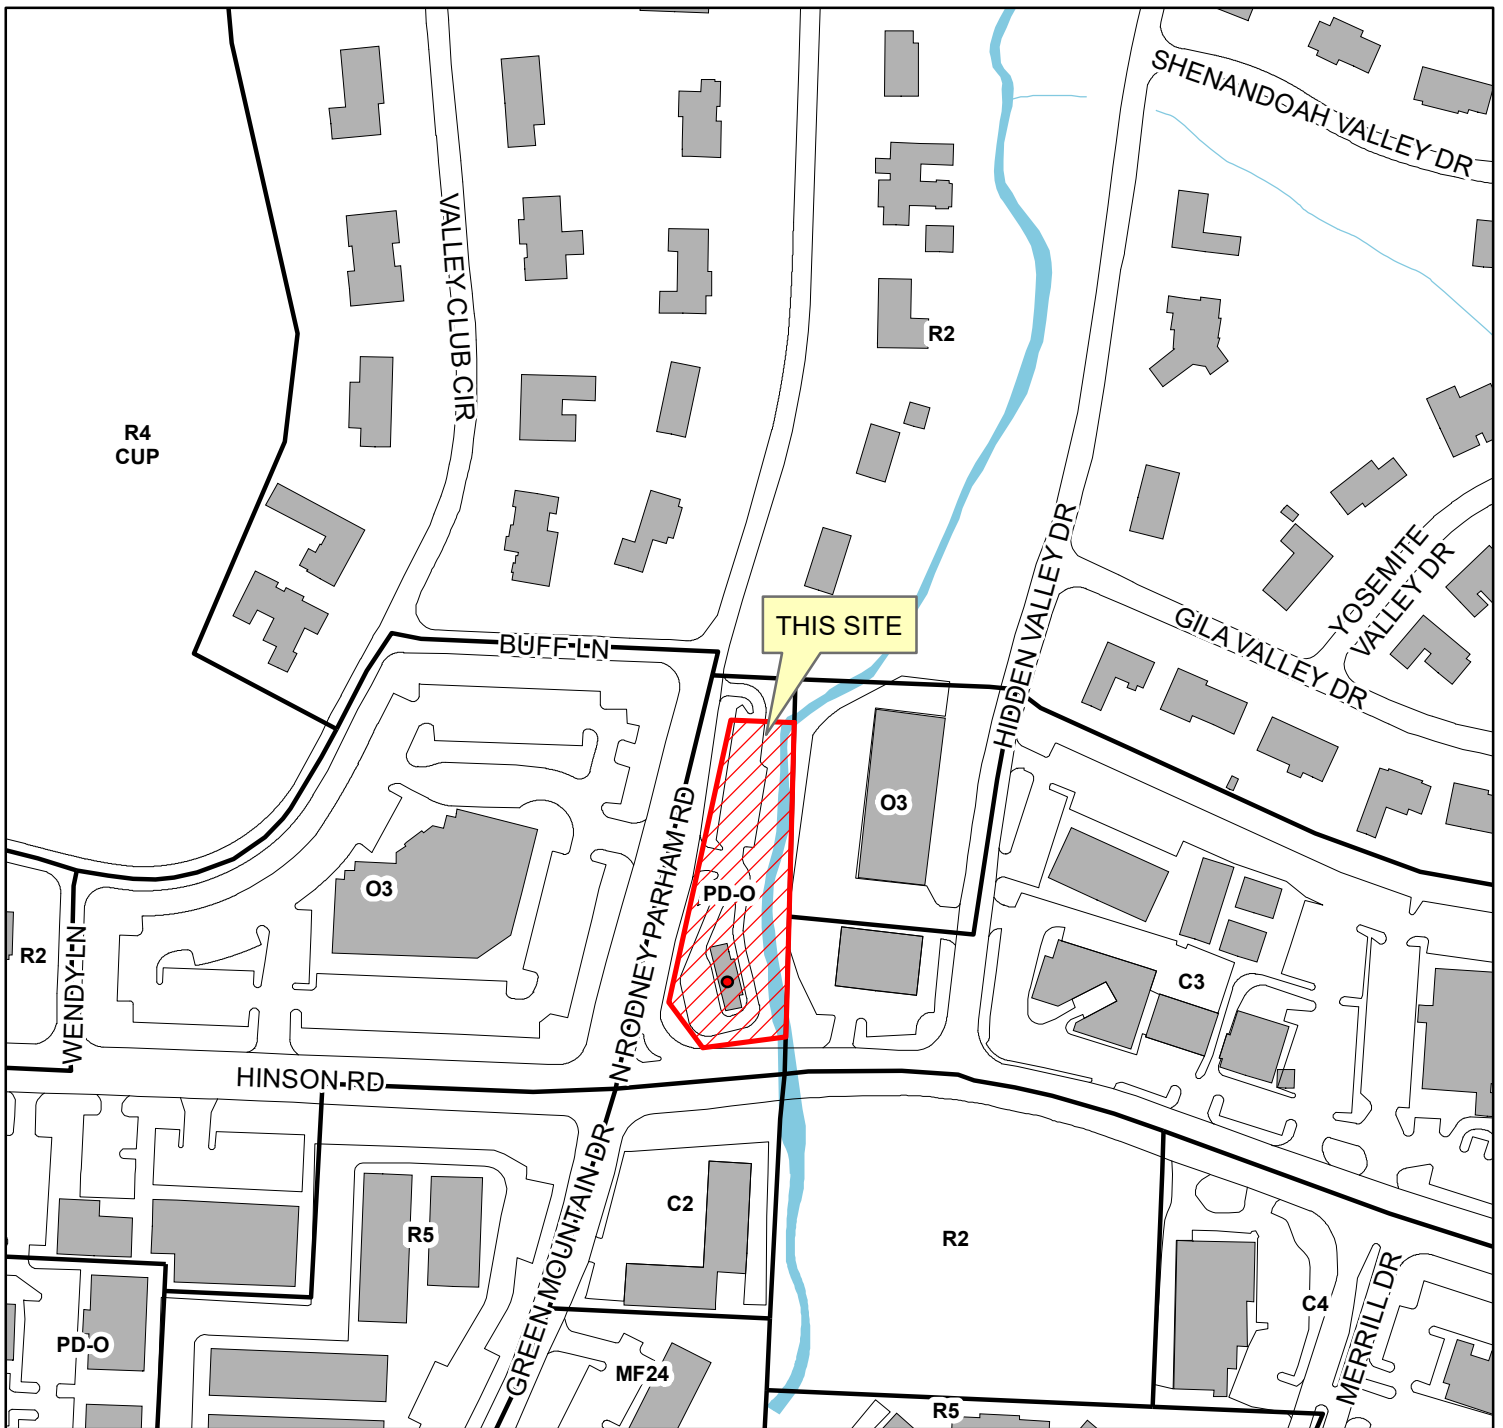 SHENANDOAH VALLEY DR
VALLEY CLUB CIR
R2
R4
CUP
HIDDEN VALLEY DR
YOSEMITE
VALLEY DR
THIS SITE
GILA VALLEY DR
BUFF LN
N RODNEY PARHAM RD
O3
O3
PD-O
R2
WENDY LN
C3
HINSON RD
GREEN MOUNTAIN DR
C2
R5
R2
C4
MERRILL DR
PD-O
MF24
R5